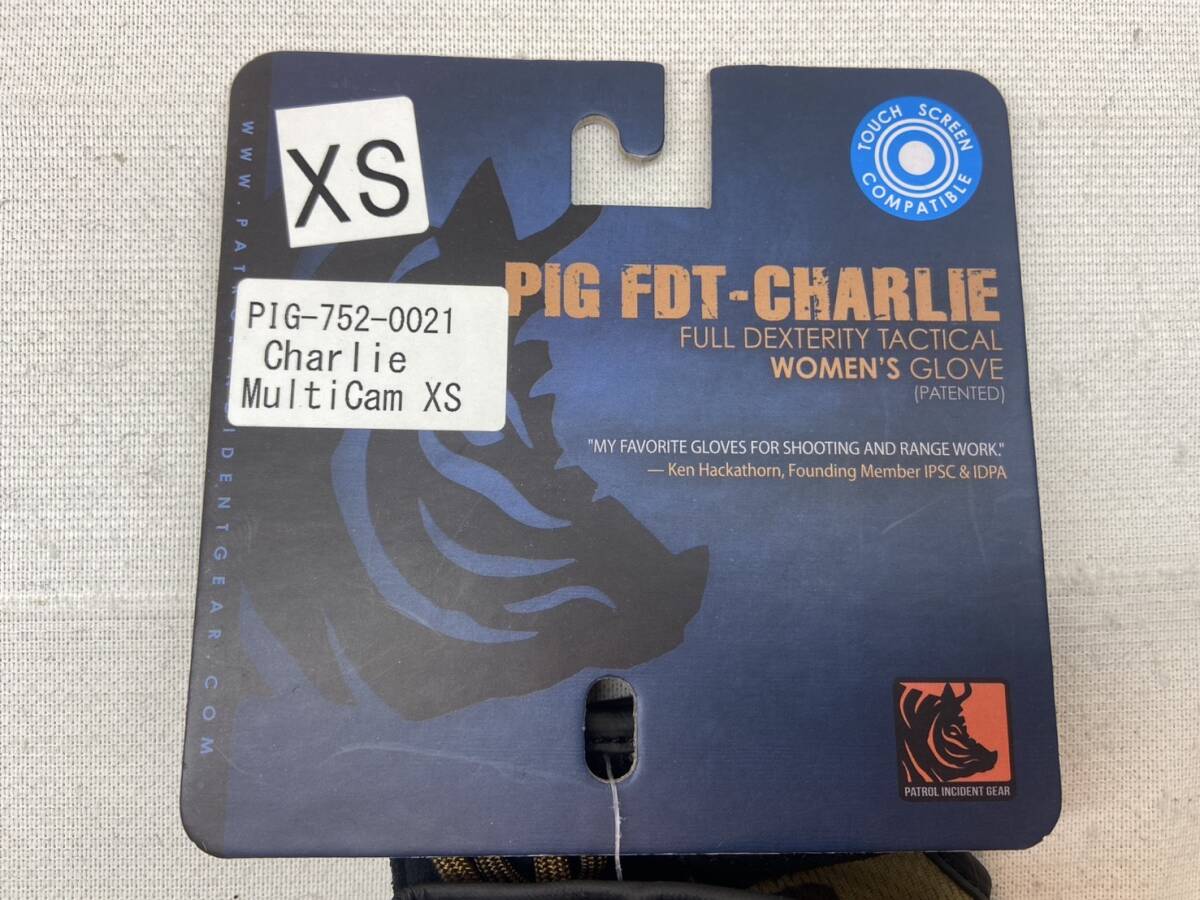 XS
TOUCH SCREEN
COMPATIBLE
PIG FDT-CHARLIE
FULL DEXTERITY TACTICAL
WOMEN'S GLOVE
(PATENTED)
PIG-752-0021
Charlie
MultiCam XS
"MY FAVORITE GLOVES FOR SHOOTING AND RANGE WORK."
— Ken Hackathorn, Founding Member IPSC & IDPA
PATROL INCIDENT GEAR